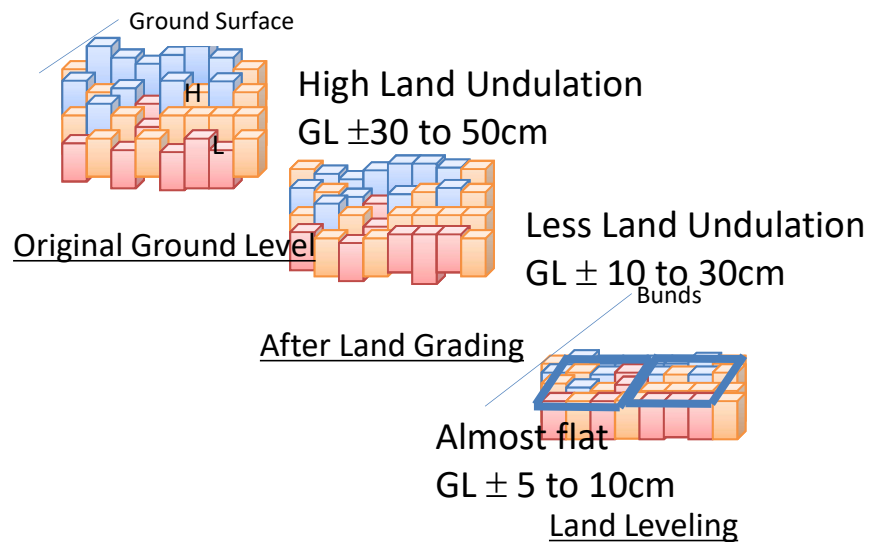 Ground Surface
H
High Land Undulation
GL ±30 to 50cm
L
Original Ground Level
Less Land Undulation
GL ± 10 to 30cm
Bunds
After Land Grading
Almost flat
GL ± 5 to 10cm
Land Leveling